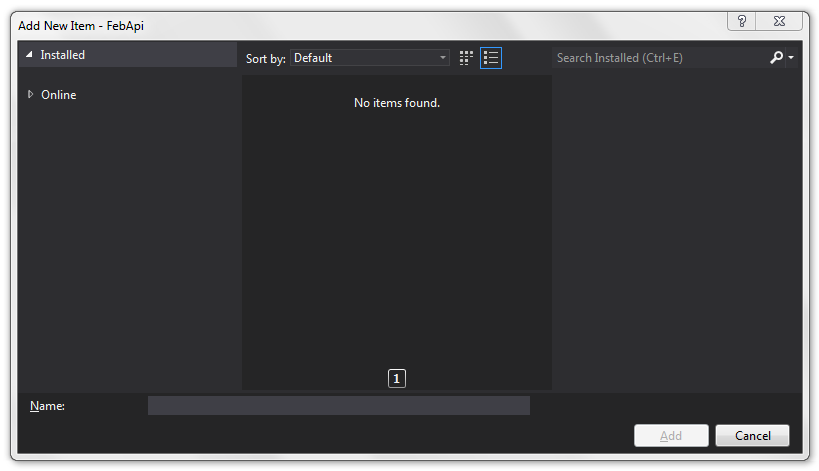 Add New Item - FebApi
Installed
Sort by: Default
Search Installed (Ctrl+E)
Online
No items found.
1
Name:
Add
Cancel